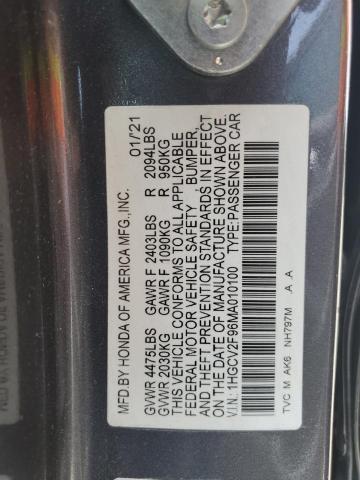 MFD.BY HONDA OF AMERICA MFG.,INC. 01/'21
GVWR 4475LBS GAWR F 2403LBS R 2094LBS
GVWR 2030KG GAWR F 1090KG R 950KG
THIS VEHICLE CONFORMS TO ALL APPLICABLE
FEDERAL MOTOR VEHICLE SAFETY BUMPER,
AND THEFT PREVENTION STANDARDS IN EFFECT
ON THE DATE OF MANUFACTURE SHOWN ABOVE.
V.I.N.: 1HGCV2F96MA010100 TYPE:PASSENGER CAR
TVC M AK6 NH797M A A